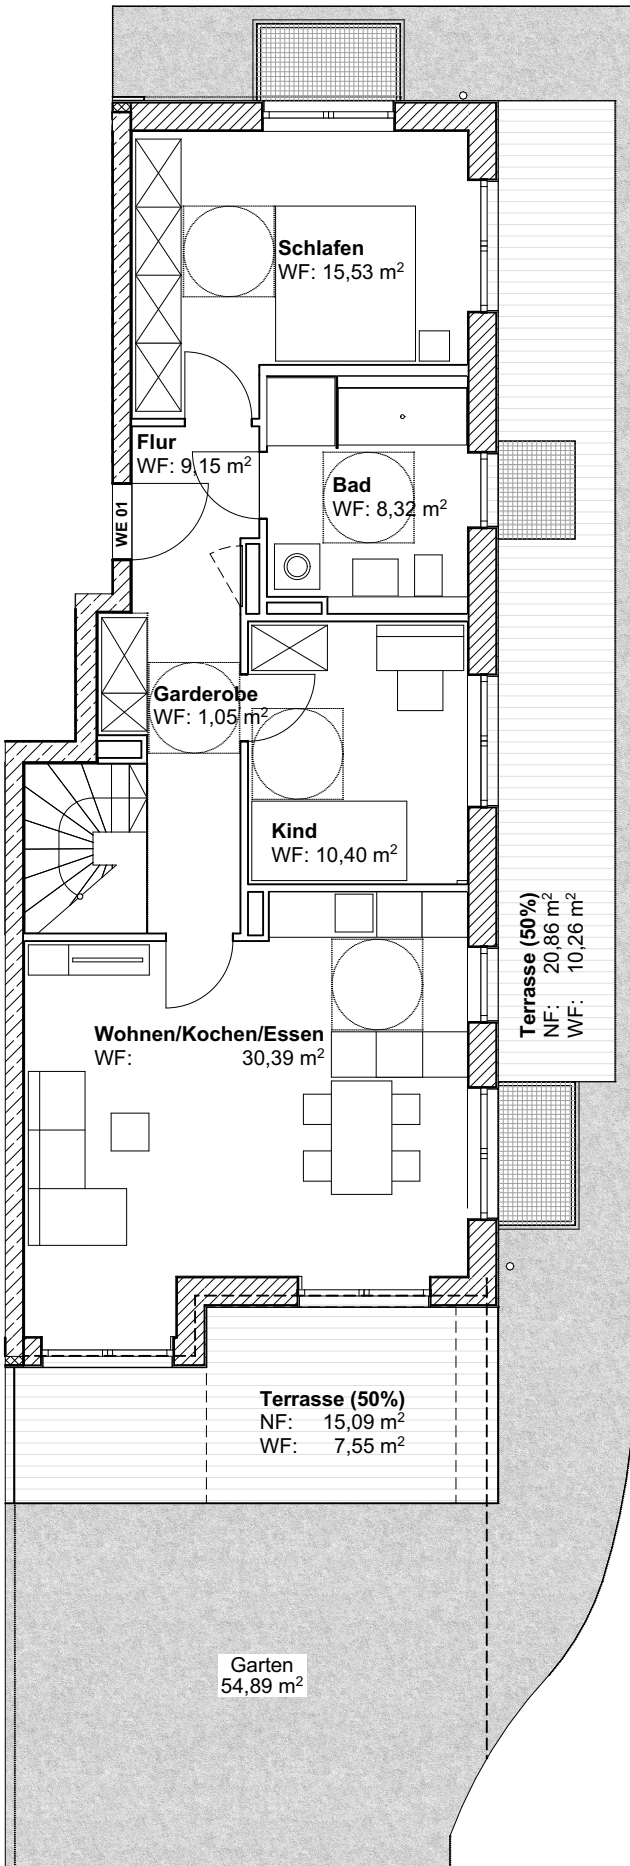 Schlafen
WF: 15,53 m²
Flur
WF: 9,15 m²
Bad
WF: 8,32 m²
WE 01
Garderobe
WF: 1,05 m²
Kind
WF: 10,40 m²
Terrasse (50%)
NF: 20,86 m²
WF: 10,26 m²
Wohnen/Kochen/Essen
WF: 30,39 m²
Terrasse (50%)
NF: 15,09 m²
WF: 7,55 m²
Garten
54,89 m²